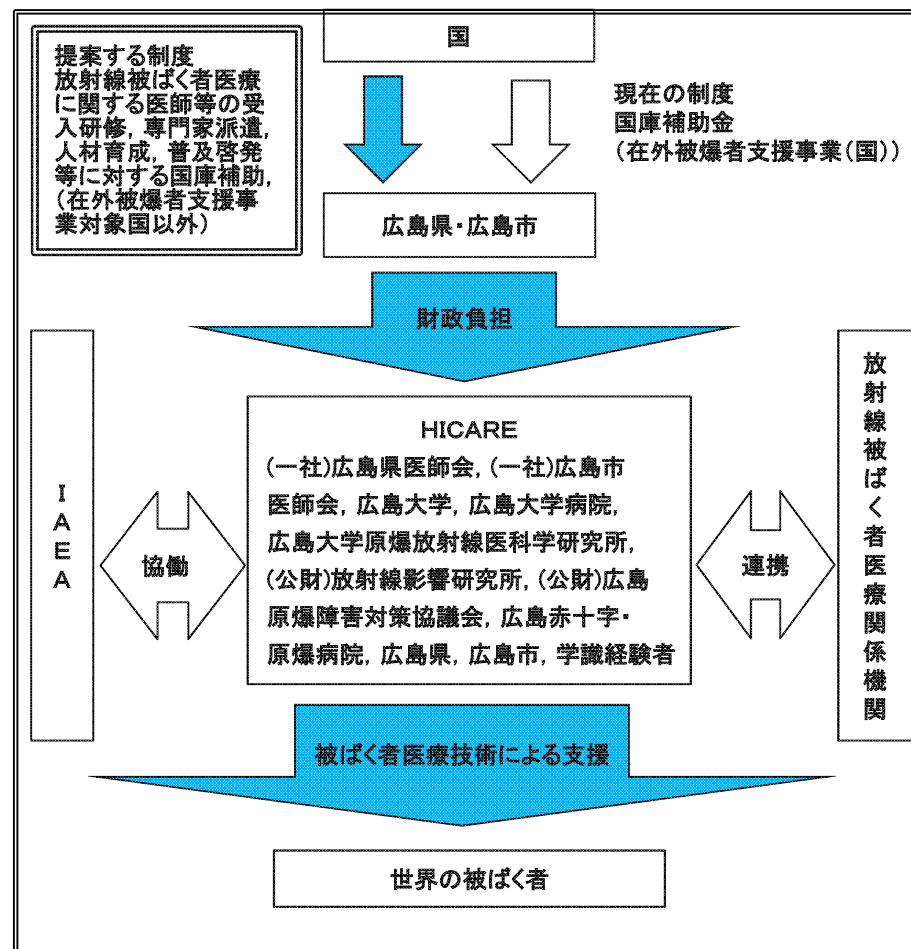 国
提案する制度
放射線被ばく者医療
に関する医師等の受
入研修，専門家派遣，
人材育成，普及啓発
等に対する国庫補助，
（在外被爆者支援事
業対象国以外）
現在の制度
国庫補助金
（在外被爆者支援事業（国））
広島県・広島市
財政負担
ＩＡＥＡ
協働
HICARE
（一社）広島県医師会，（一社）広島市
医師会，広島大学，広島大学病院，
広島大学原爆放射線医科学研究所，
（公財）放射線影響研究所，（公財）広島
原爆障害対策協議会，広島赤十字・
原爆病院，広島県，広島市，学識経験者
連携
放射線被ばく者医療関係機関
被ばく者医療技術による支援
世界の被ばく者